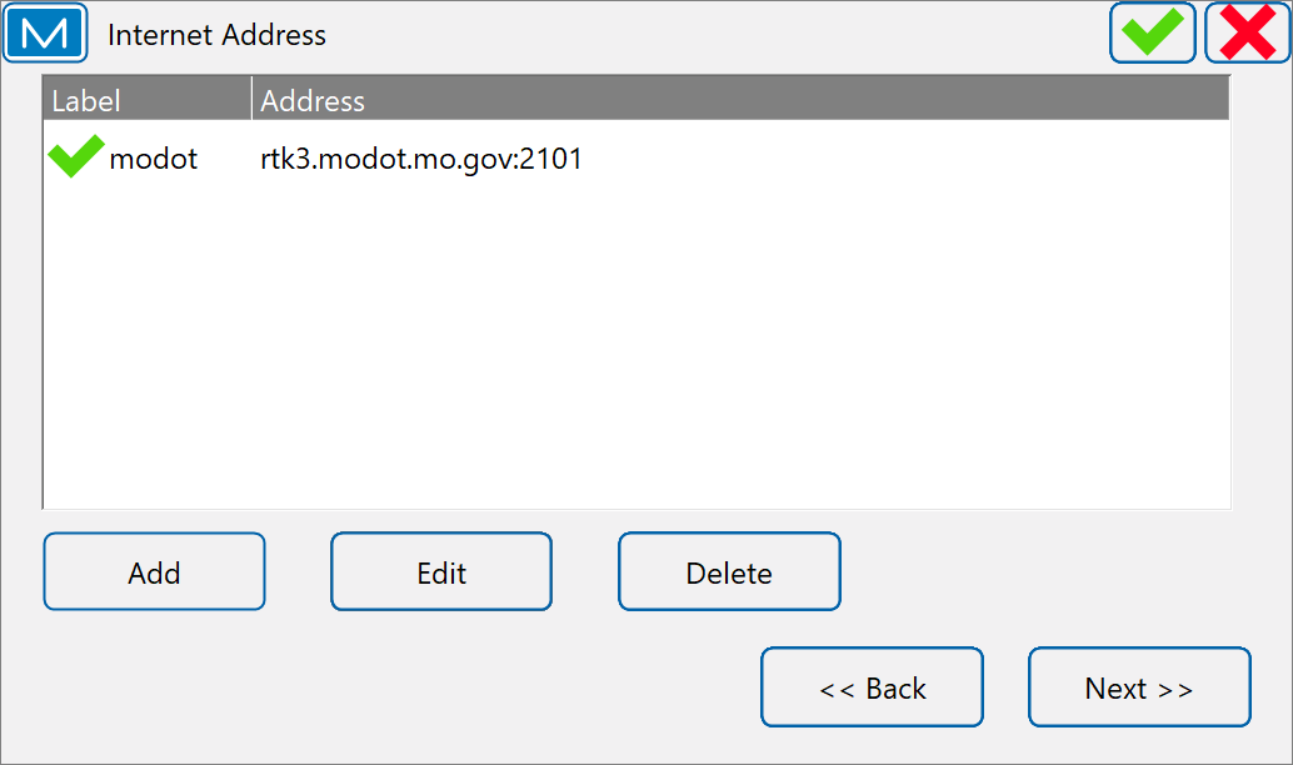 M Internet Address
Label Address
modot rtk3.modot.mo.gov:2101
Add Edit Delete
<< Back Next >>